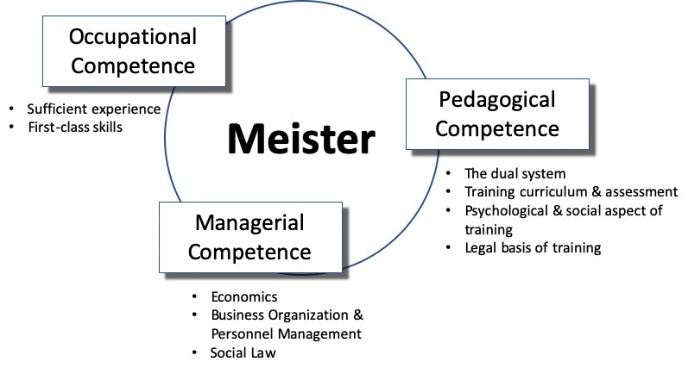 Occupational
Competence
• Sufficient experience
• First-class skills
Meister
Pedagogical
Competence
• The dual system
• Training curriculum & assessment
• Psychological & social aspect of
training
• Legal basis of training
Managerial
Competence
• Economics
• Business Organization &
Personnel Management
• Social Law